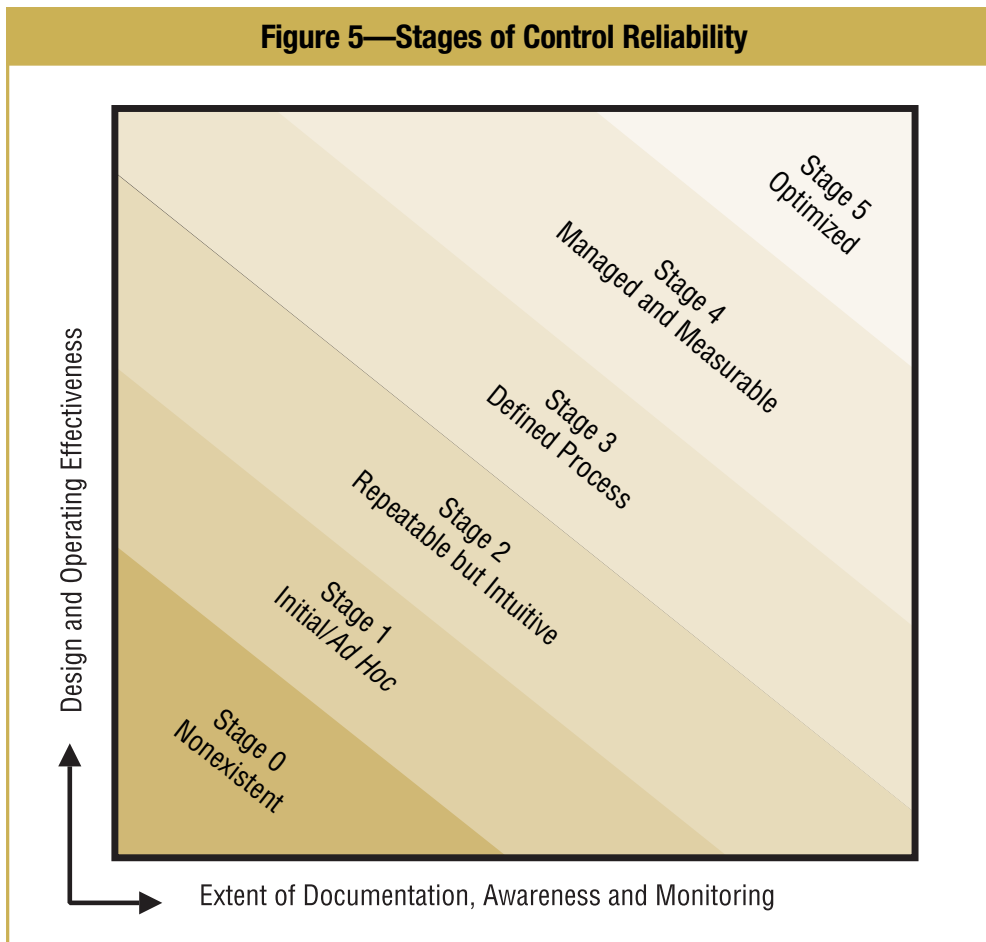 Figure 5—Stages of Control Reliability
Stage 5
Optimized
Stage 4
Managed and Measurable
Stage 3
Defined Process
Stage 2
Repeatable but Intuitive
Stage 1
Initial/Ad Hoc
Stage 0
Nonexistent
Design and Operating Effectiveness
Extent of Documentation, Awareness and Monitoring